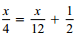 x/4 = x/12 + 1/2